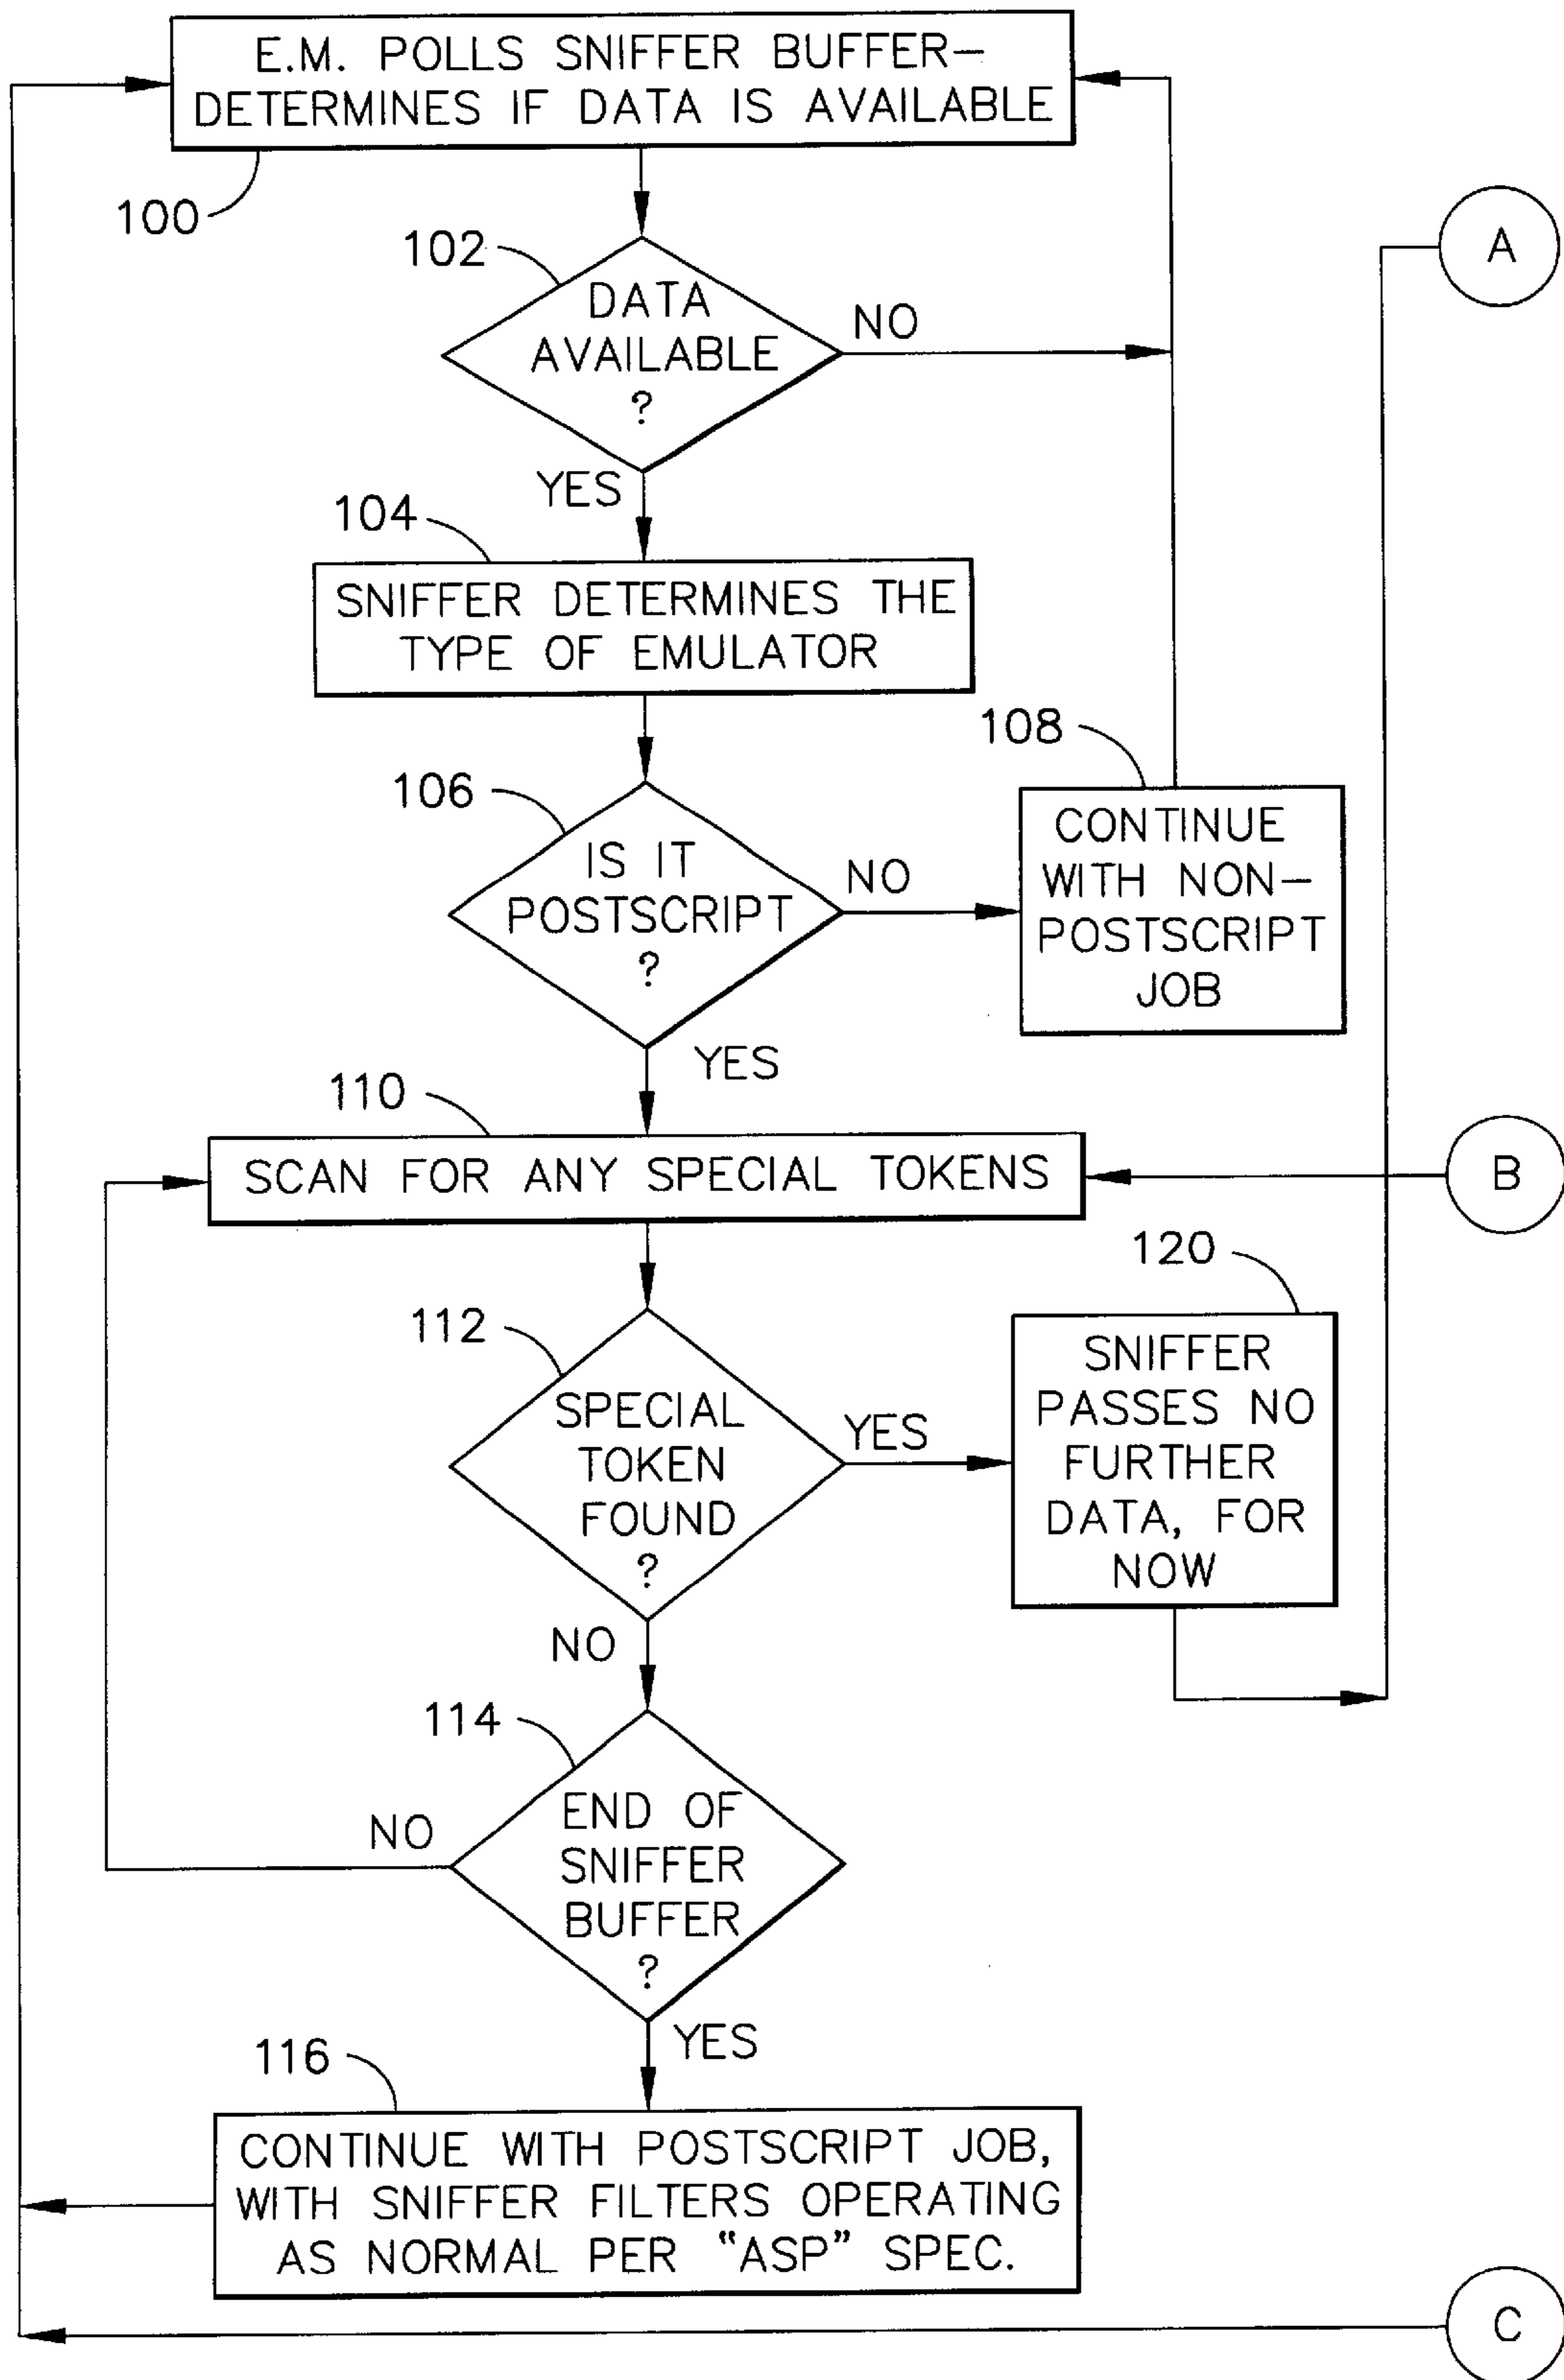 E.M. POLLS SNIFFER BUFFER–
DETERMINES IF DATA IS AVAILABLE
100
A
102
DATA
AVAILABLE
?
NO
YES
104
SNIFFER DETERMINES THE
TYPE OF EMULATOR
106
IS IT
POSTSCRIPT
?
NO
108
CONTINUE
WITH NON–
POSTSCRIPT
JOB
YES
110
SCAN FOR ANY SPECIAL TOKENS
B
112
SPECIAL
TOKEN
FOUND
?
YES
120
SNIFFER
PASSES NO
FURTHER
DATA, FOR
NOW
NO
114
END OF
SNIFFER
BUFFER
?
NO
YES
116
CONTINUE WITH POSTSCRIPT JOB,
WITH SNIFFER FILTERS OPERATING
AS NORMAL PER “ASP” SPEC.
C